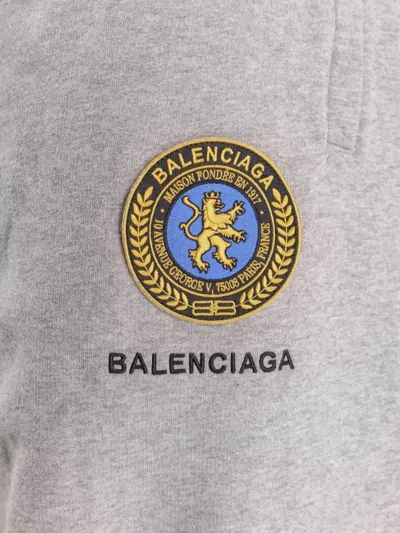 BALENCIAGA
· MAISON FONDÉE EN 1917 ·
10 AVENUE GEORGE V, 75008 PARIS, FRANCE
BALENCIAGA